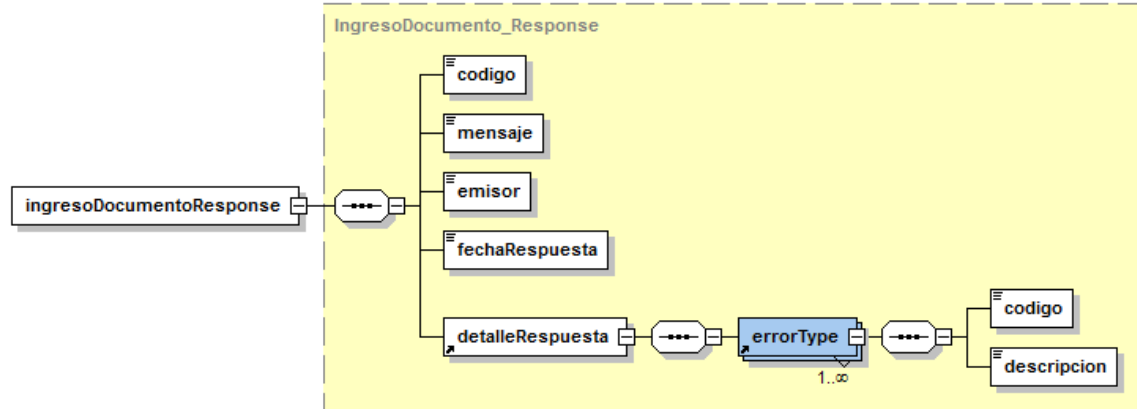 IngresoDocumento_Response
codigo
mensaje
emisor
ingresoDocumentoResponse
fechaRespuesta
detalleRespuesta
errorType
1..∞
codigo
descripcion